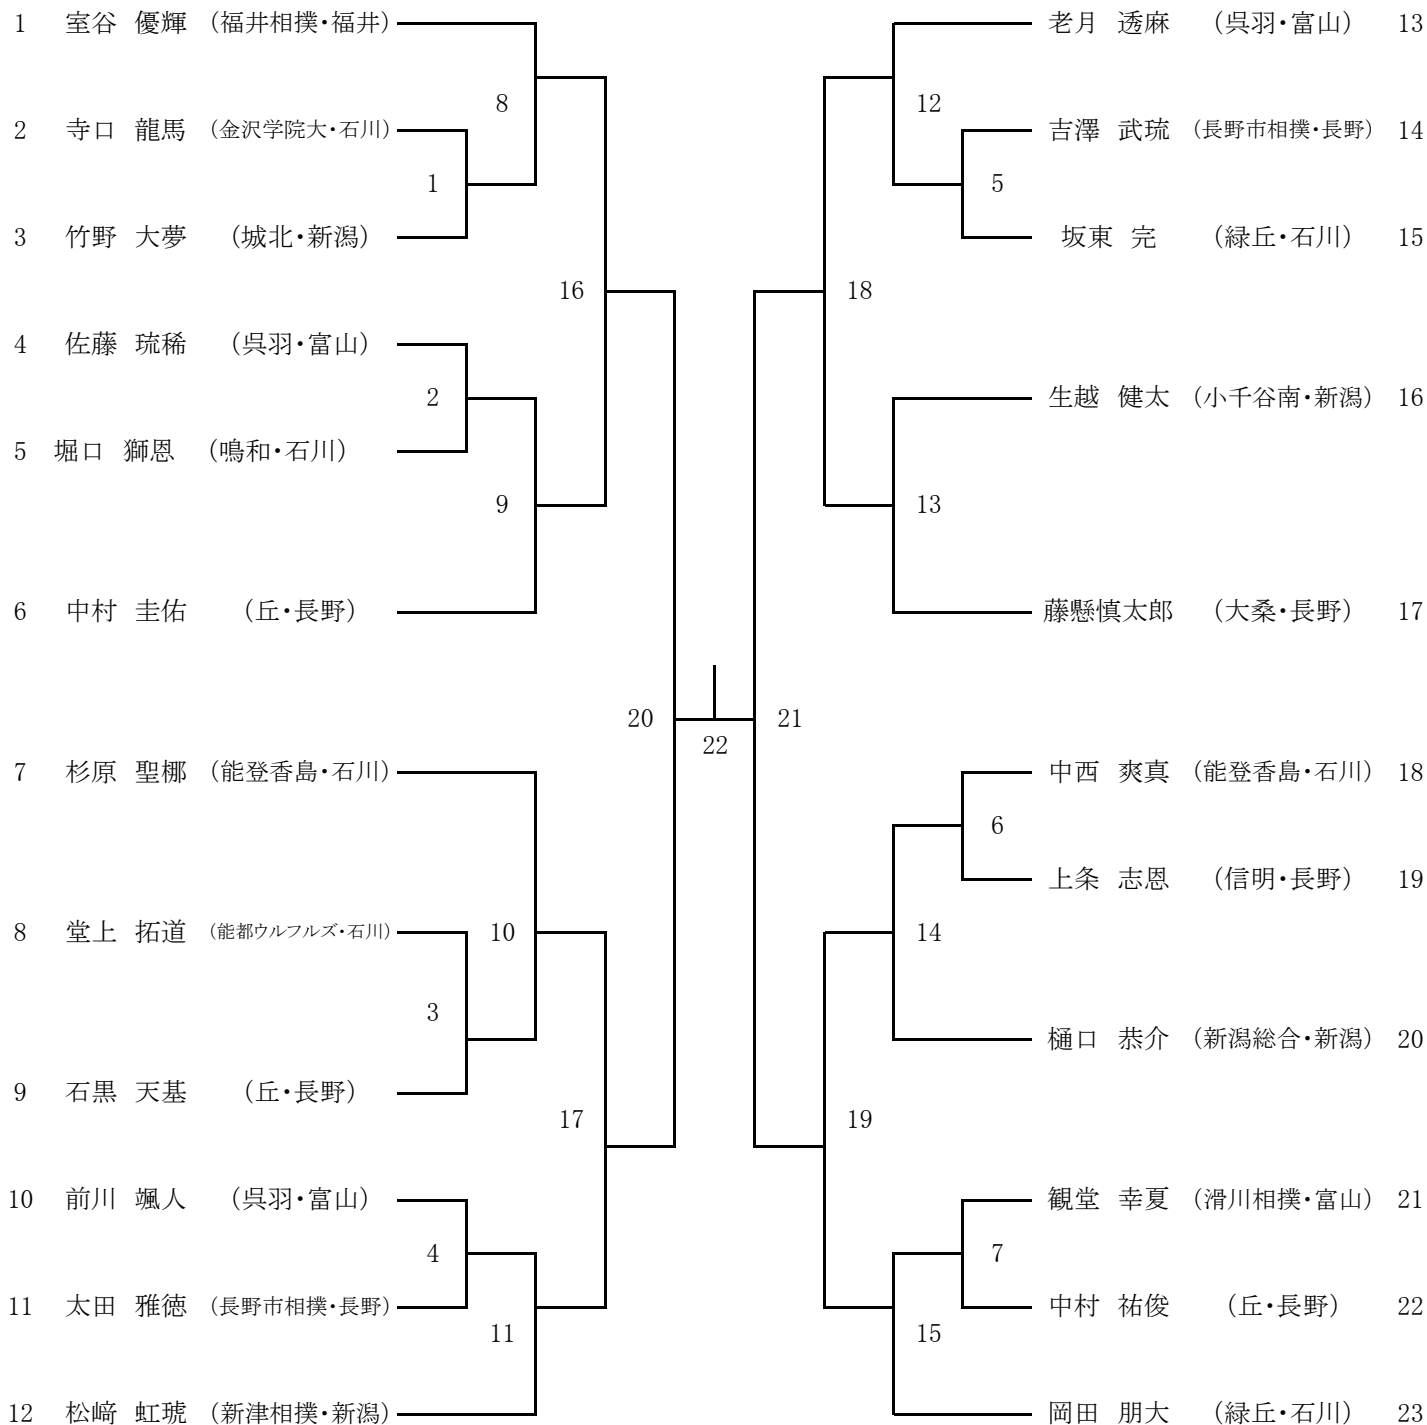 1 室谷 優輝 (福井相撲・福井)
8
2 寺口 龍馬 (金沢学院大・石川)
1
3 竹野 大夢 (城北・新潟)
16
4 佐藤 琉稀 (呉羽・富山)
2
5 堀口 獅恩 (鳴和・石川)
9
6 中村 圭佑 (丘・長野)
20
7 杉原 聖梛 (能登香島・石川)
8 堂上 拓道 (能都ウルフルズ・石川)
10
3
9 石黒 天基 (丘・長野)
17
10 前川 颯人 (呉羽・富山)
4
11 太田 雅徳 (長野市相撲・長野)
11
12 松﨑 虹琥 (新津相撲・新潟)
22
老月 透麻 (呉羽・富山) 13
12
吉澤 武琉 (長野市相撲・長野) 14
5
坂東 完 (緑丘・石川) 15
18
生越 健太 (小千谷南・新潟) 16
13
藤懸慎太郎 (大桑・長野) 17
21
中西 爽真 (能登香島・石川) 18
6
上条 志恩 (信明・長野) 19
14
樋口 恭介 (新潟総合・新潟) 20
19
観堂 幸夏 (滑川相撲・富山) 21
7
中村 祐俊 (丘・長野) 22
15
岡田 朋大 (緑丘・石川) 23